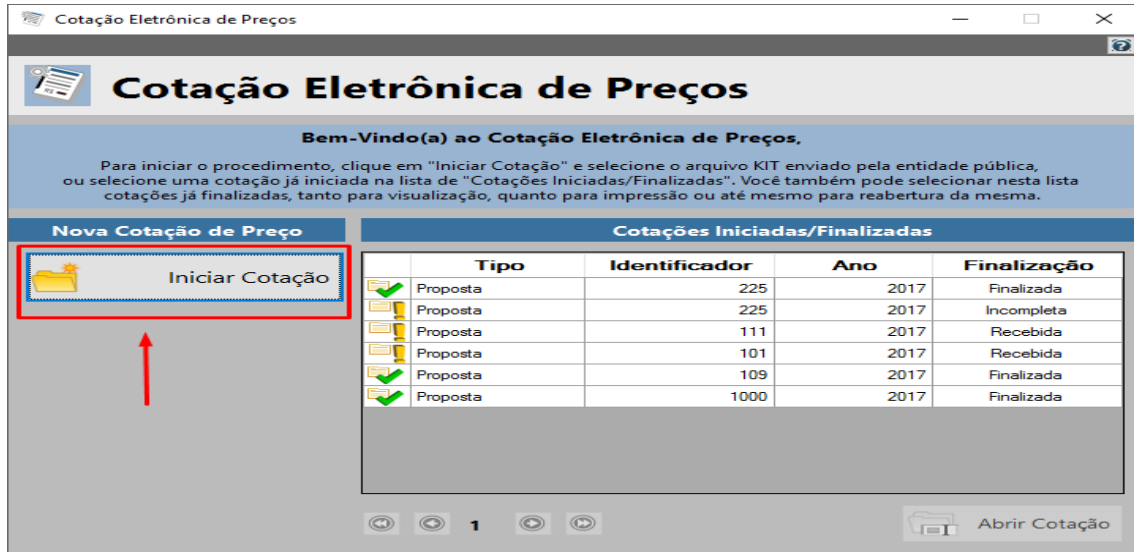 Cotação Eletrônica de Preços
Cotação Eletrônica de Preços
Bem-Vindo(a) ao Cotação Eletrônica de Preços,
Para iniciar o procedimento, clique em "Iniciar Cotação" e selecione o arquivo KIT enviado pela entidade pública,
ou selecione uma cotação já iniciada na lista de "Cotações Iniciadas/Finalizadas". Você também pode selecionar nesta lista
cotações já finalizadas, tanto para visualização, quanto para impressão ou até mesmo para reabertura da mesma.
Nova Cotação de Preço
Iniciar Cotação
Cotações Iniciadas/Finalizadas
Tipo Identificador Ano Finalização
Proposta 225 2017 Finalizada
Proposta 225 2017 Incompleta
Proposta 111 2017 Recebida
Proposta 101 2017 Recebida
Proposta 109 2017 Finalizada
Proposta 1000 2017 Finalizada
1
Abrir Cotação